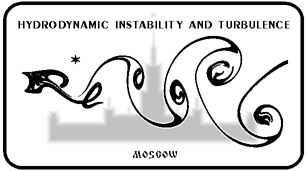 HYDRODYNAMIC INSTABILITY AND TURBULENCE
*
MOSCOW